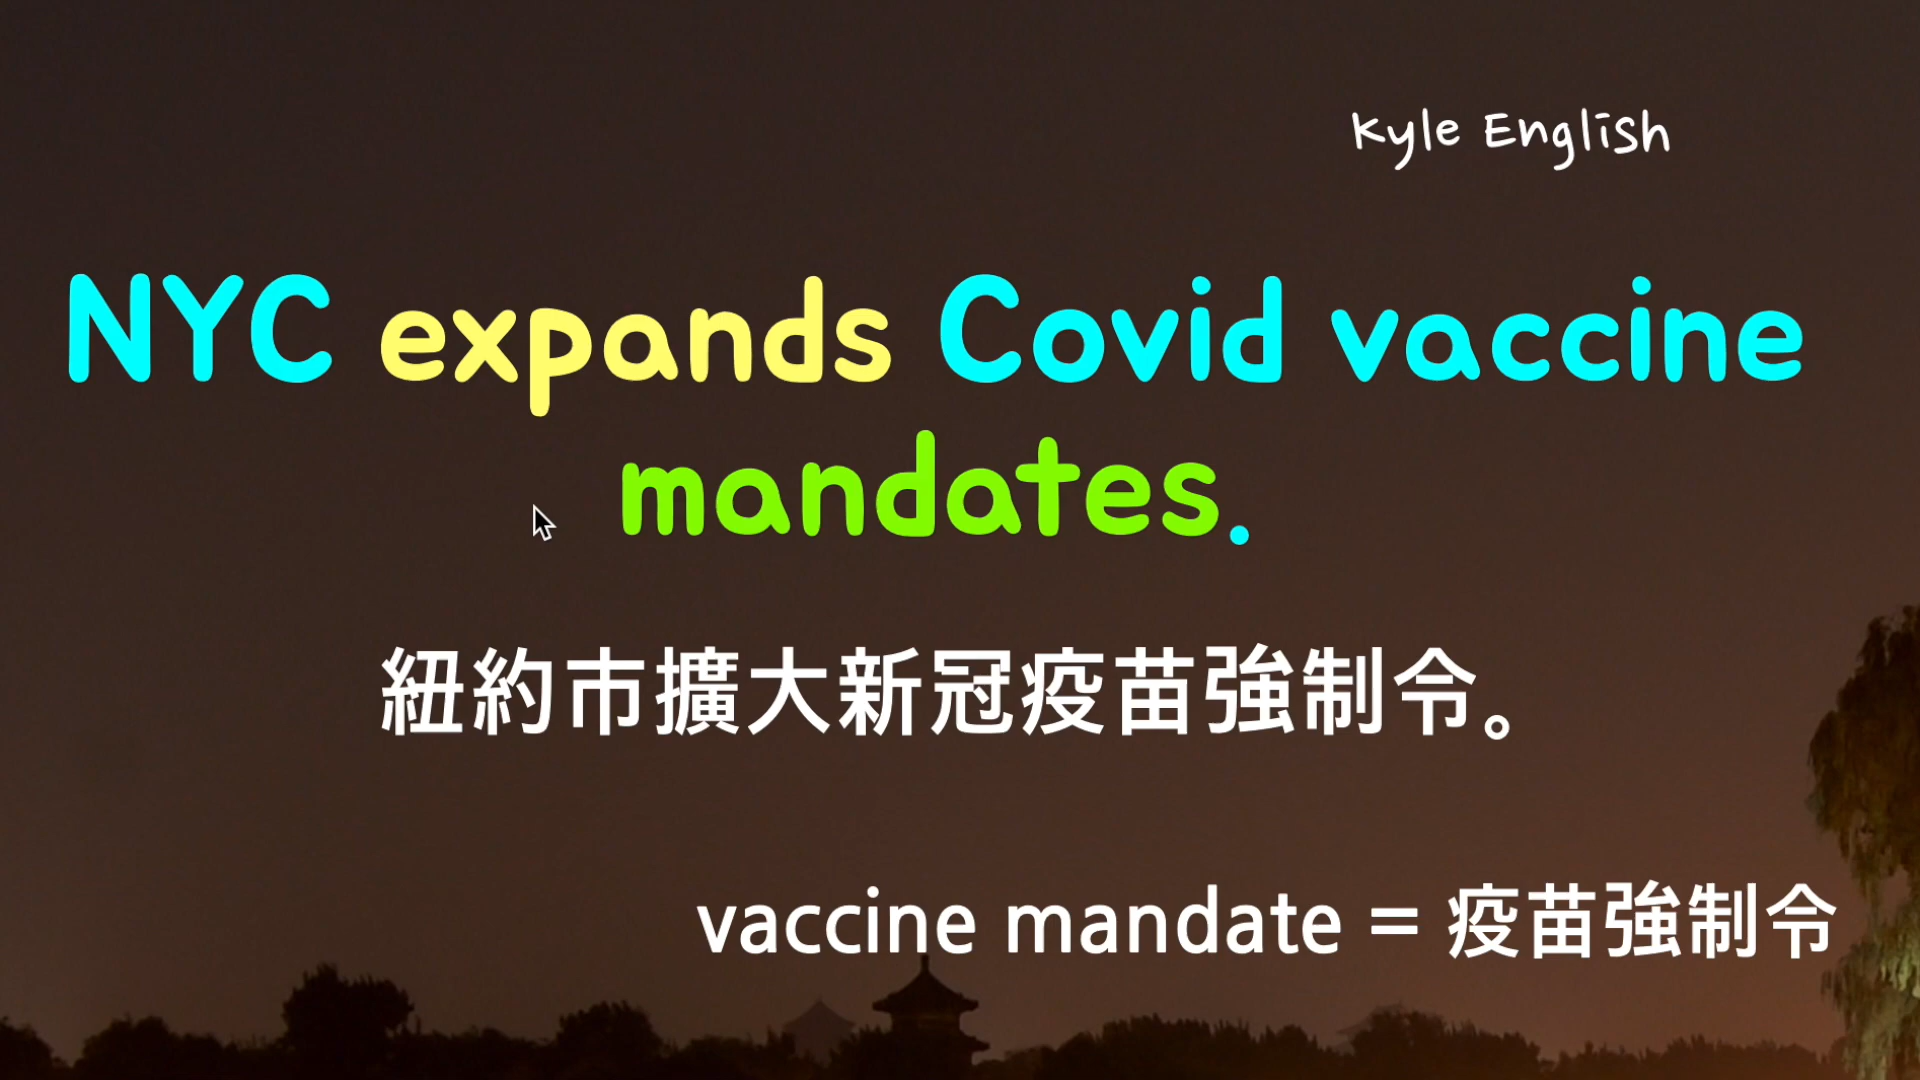 Kyle English
NYC expands Covid vaccine
mandates.
紐約市擴大新冠疫苗強制令。
vaccine mandate = 疫苗強制令